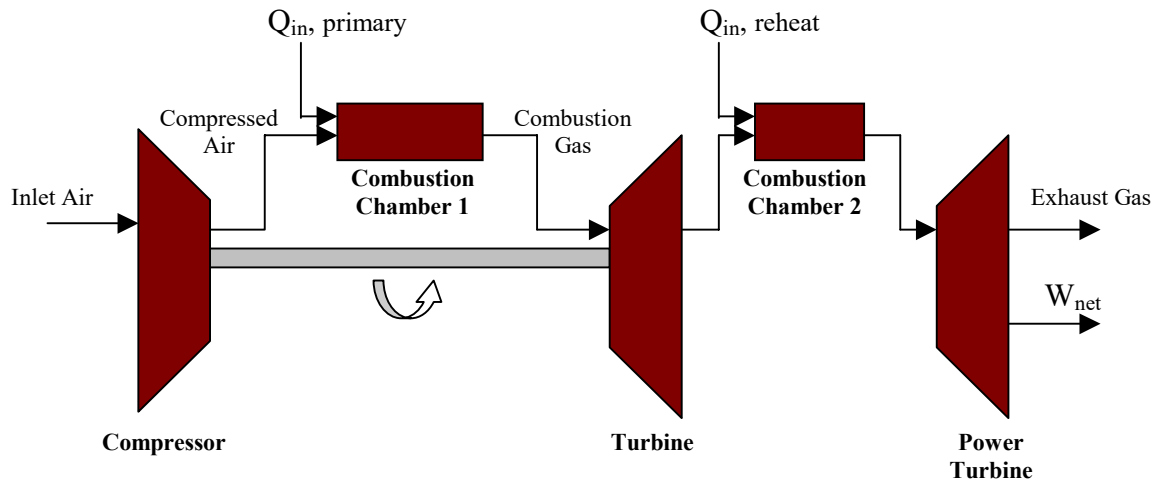 Qin, primary
Qin, reheat
Compressed
Air
Combustion
Gas
Combustion
Chamber 1
Combustion
Chamber 2
Inlet Air
Exhaust Gas
Wnet
Compressor
Turbine
Power
Turbine